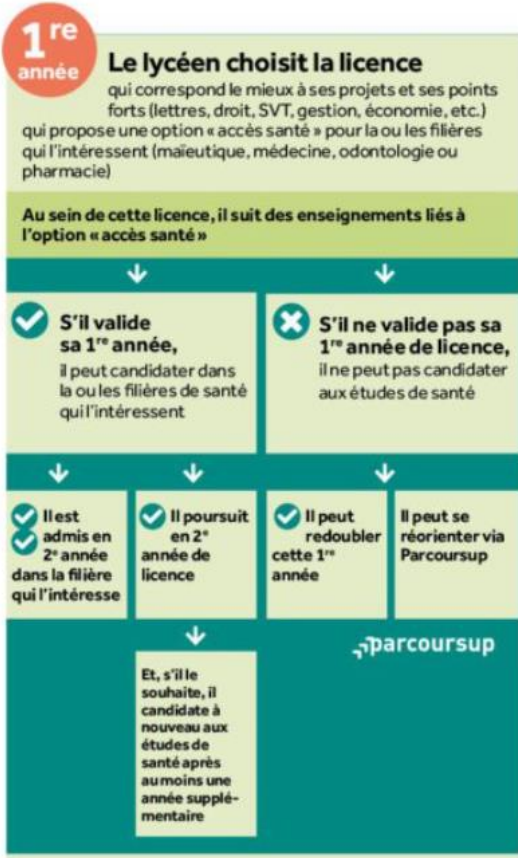 1re
année
Le lycéen choisit la licence
qui correspond le mieux à ses projets et ses points
forts (lettres, droit, SVT, gestion, économie, etc.)
qui propose une option « accès santé » pour la ou les filières
qui l'intéressent (maïeutique, médecine, odontologie ou
pharmacie)
Au sein de cette licence, il suit des enseignements liés à
l'option « accès santé »
S'il valide
sa 1re année,
il peut candidater dans
la ou les filières de santé
qui l'intéressent
S'il ne valide pas sa
1re année de licence,
il ne peut pas candidater
aux études de santé
Il est
admis en
2e année
dans la filière
qui l'intéresse
Il poursuit
en 2e
année de
licence
Il peut
redoubler
cette 1re
année
Il peut se
réorienter via
Parcoursup
parcoursup
Et, s'il le
souhaite, il
candidate à
nouveau aux
études de
santé après
au moins une
année supplé-
mentaire